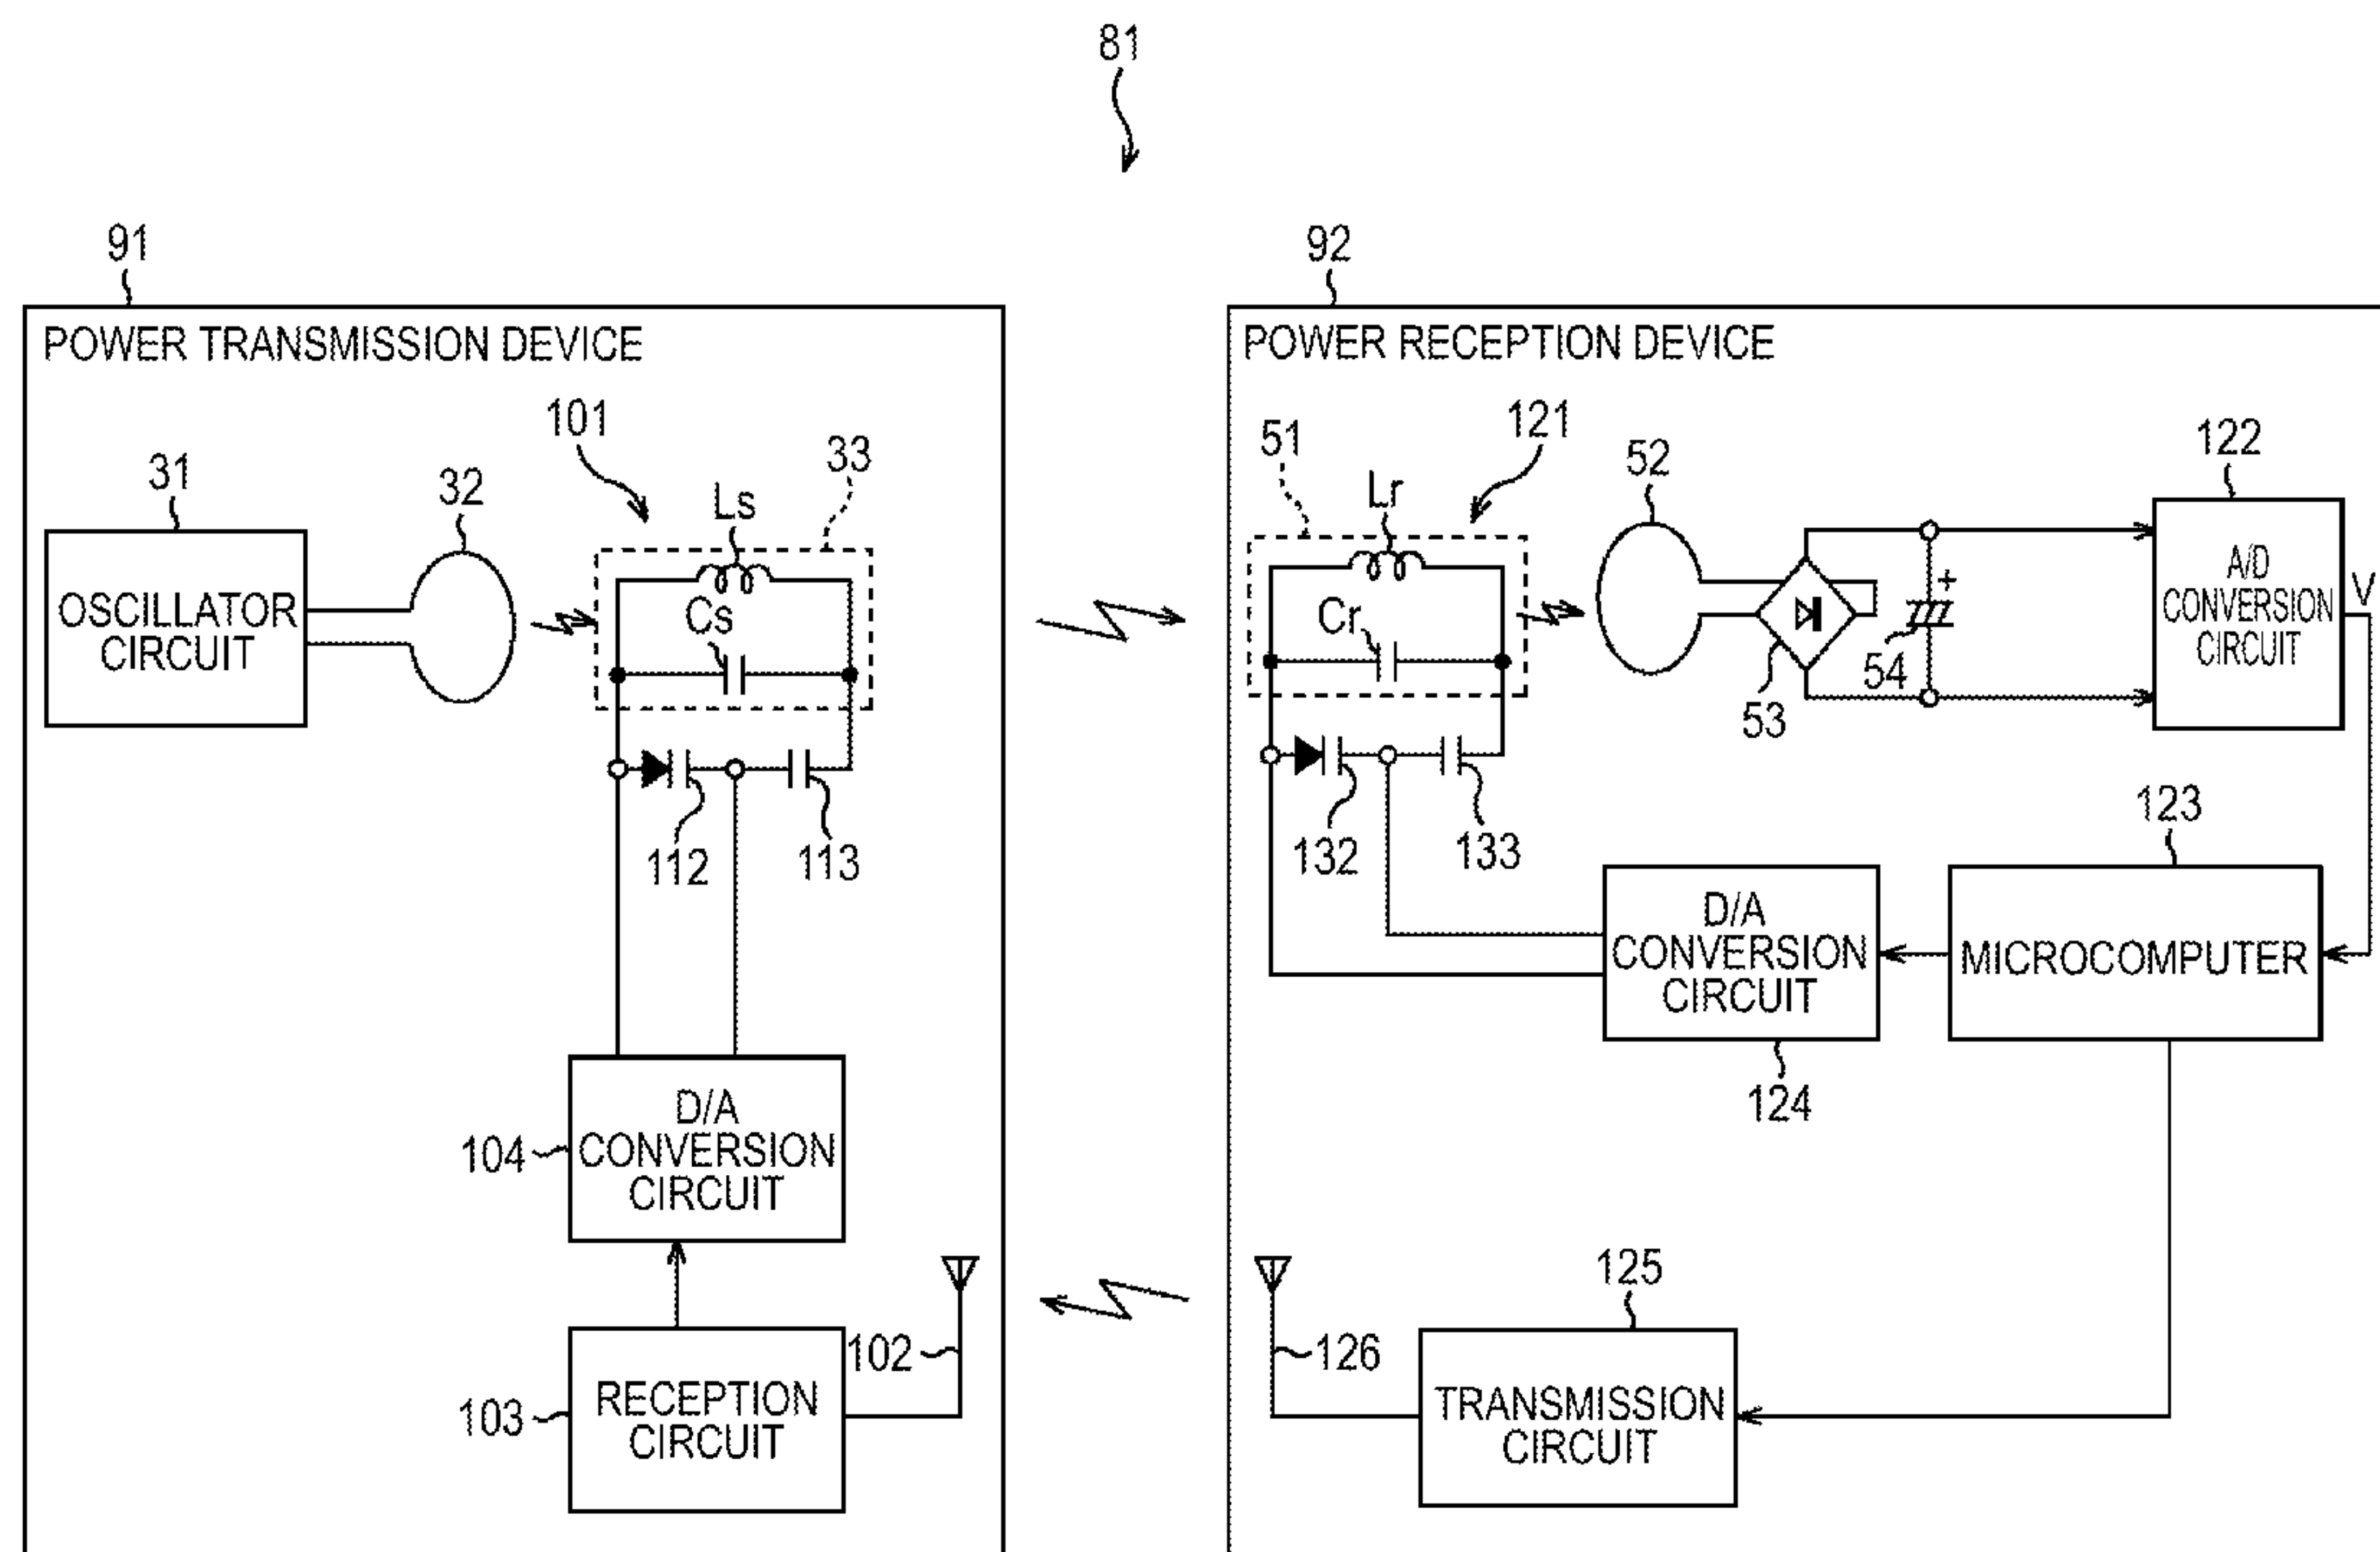 81
91
92
POWER TRANSMISSION DEVICE
POWER RECEPTION DEVICE
101
33
31
32
Ls
Cs
OSCILLATOR
CIRCUIT
112
113
104
D/A
CONVERSION
CIRCUIT
102
103
RECEPTION
CIRCUIT
51
121
52
122
Lr
Cr
53
54
+
A/D
CONVERSION
CIRCUIT
V
132
133
123
D/A
CONVERSION
CIRCUIT
MICROCOMPUTER
124
125
126
TRANSMISSION
CIRCUIT